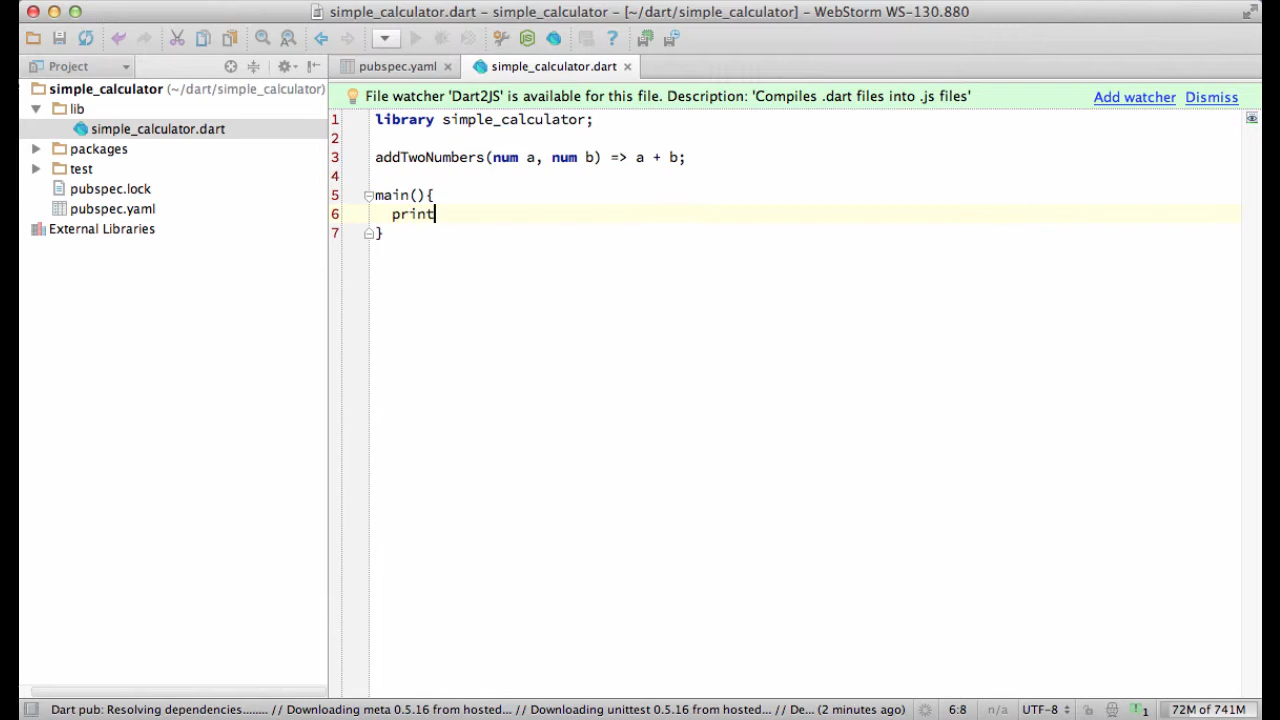 simple_calculator.dart – simple_calculator – [~/dart/simple_calculator] – WebStorm WS-130.880
Project
pubspec.yaml
simple_calculator.dart
simple_calculator (~/dart/simple_calculator)
lib
simple_calculator.dart
packages
test
pubspec.lock
pubspec.yaml
External Libraries
File watcher 'Dart2JS' is available for this file. Description: 'Compiles .dart files into .js files' Add watcher Dismiss
1 library simple_calculator;
2
3 addTwoNumbers(num a, num b) => a + b;
4
5 main(){
6 print
7 }
Dart pub: Resolving dependencies........ // Downloading meta 0.5.16 from hosted... // Downloading unittest 0.5.16 from hosted... // De... (2 minutes ago) 6:8 n/a UTF-8 1 72M of 741M